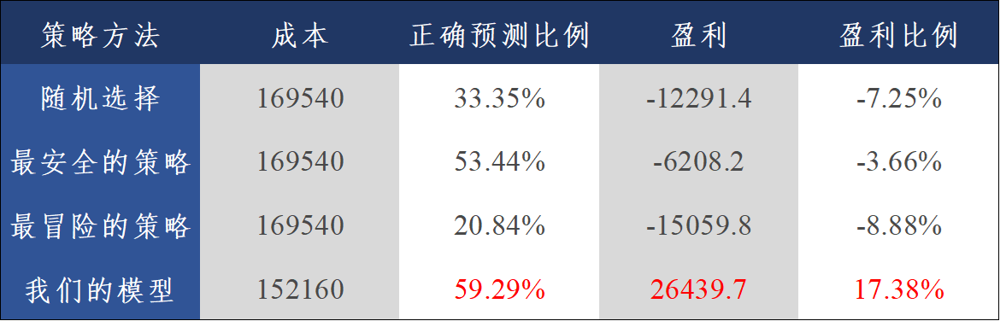 策略方法 成本 正确预测比例 盈利 盈利比例
随机选择 169540 33.35% -12291.4 -7.25%
最安全的策略 169540 53.44% -6208.2 -3.66%
最冒险的策略 169540 20.84% -15059.8 -8.88%
我们的模型 152160 59.29% 26439.7 17.38%